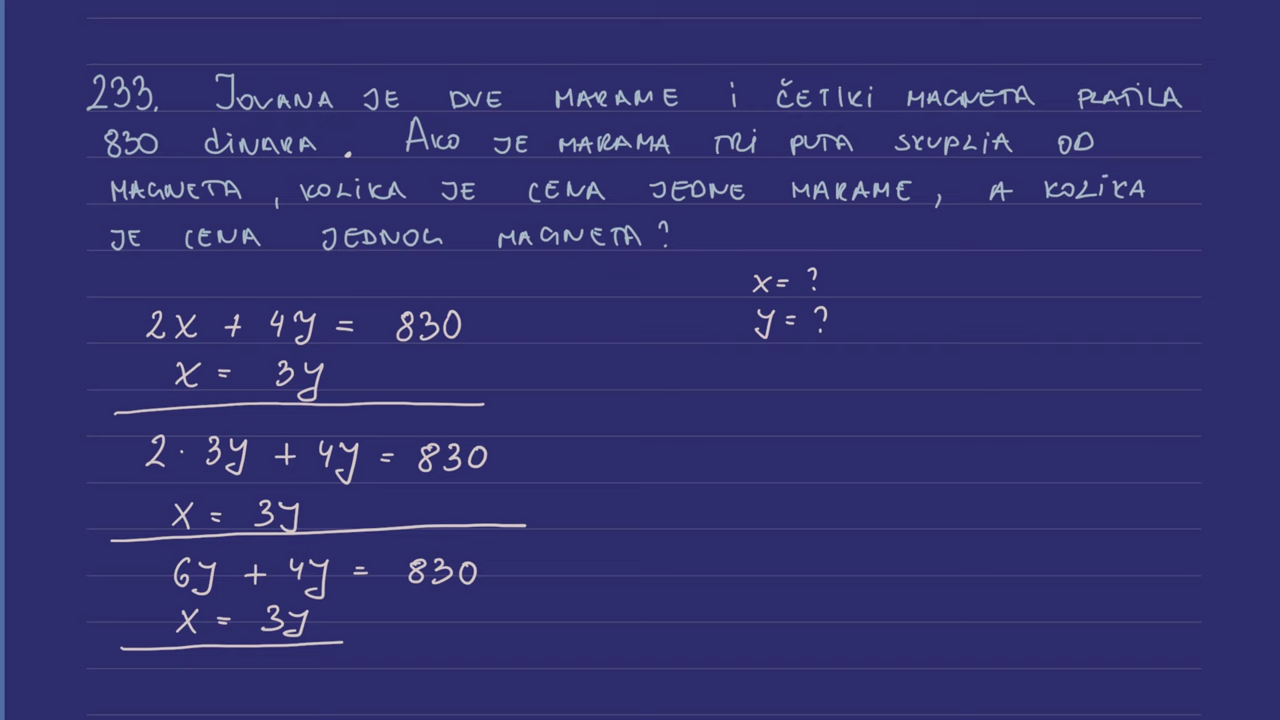 233. JOVANA JE DVE MARAME i ČETIRI MAGNETA PLATILA
830 DINARA. AKO JE MARAMA TRI PUTA SKUPLJA OD
MAGNETA, KOLIKA JE CENA JEDNE MARAME, A KOLIKA
JE CENA JEDNOG MAGNETA?
x = ?
y = ?
2x + 4y = 830
x = 3y
2 · 3y + 4y = 830
x = 3y
6y + 4y = 830
x = 3y